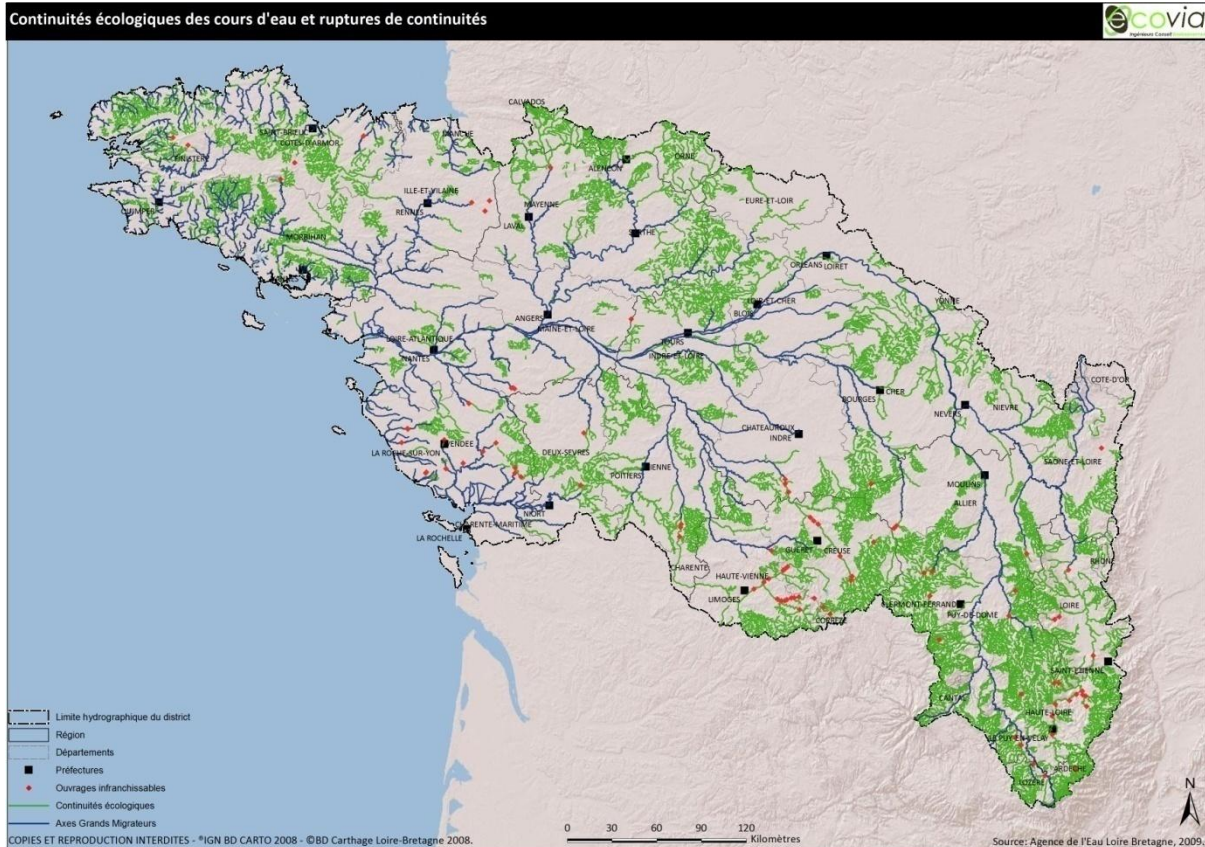 Continuités écologiques des cours d'eau et ruptures de continuités
ecovia
Ingénieurs Conseil
CALVADOS
SAINT-BRIEUC
COTES-D'ARMOR
MANCHE
FINISTERE
ALENCON
ORNE
ILLE-ET-VILAINE
RENNES
MAYENNE
LAVAL
EURE-ET-LOIR
QUIMPER
SARTHE
MORBIHAN
ORLEANS
LOIRET
LOIR-ET-CHER
BLOIS
YONNE
ANGERS
MAINE-ET-LOIRE
LOIRE-ATLANTIQUE
NANTES
TOURS
INDRE-ET-LOIRE
COTE-D'OR
CHER
BOURGES
NEVERS
NIEVRE
CHATEAUROUX
INDRE
VENDEE
LA ROCHE-SUR-YON
DEUX-SEVRES
VIENNE
POITIERS
SAONE-ET-LOIRE
MOULINS
ALLIER
NIORT
CHARENTE-MARITIME
LA ROCHELLE
GUERET
CREUSE
CHARENTE
HAUTE-VIENNE
LIMOGES
RHONE
CLERMONT-FERRAND
PUY-DE-DOME
LOIRE
CORREZE
SAINT-ETIENNE
CANTAL
HAUTE-LOIRE
LE PUY-EN-VELAY
ARDECHE
LOZERE
Limite hydrographique du district
Région
Départements
Préfectures
Ouvrages infranchissables
Continuités écologiques
Axes Grands Migrateurs
N
0 30 60 90 120
Kilomètres
COPIES ET REPRODUCTION INTERDITES - ®IGN BD CARTO 2008 - ©BD Carthage Loire-Bretagne 2008.
Source: Agence de l'Eau Loire Bretagne, 2009.